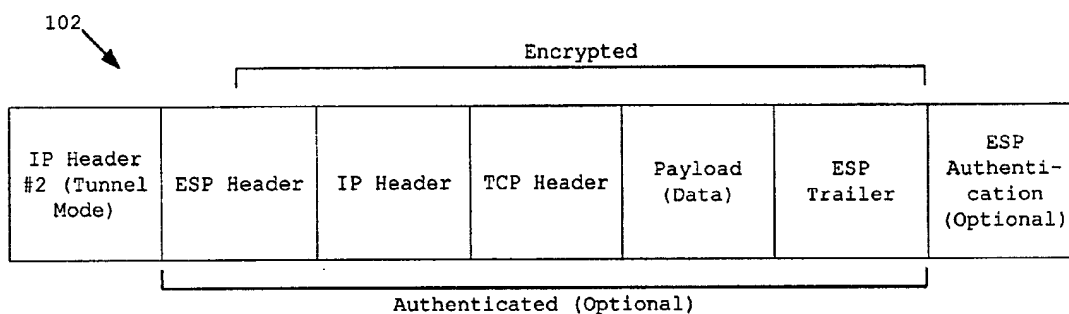 102
Encrypted
IP Header
#2 (Tunnel
Mode)
ESP Header
IP Header
TCP Header
Payload
(Data)
ESP
Trailer
ESP
Authenti-
cation
(Optional)
Authenticated (Optional)